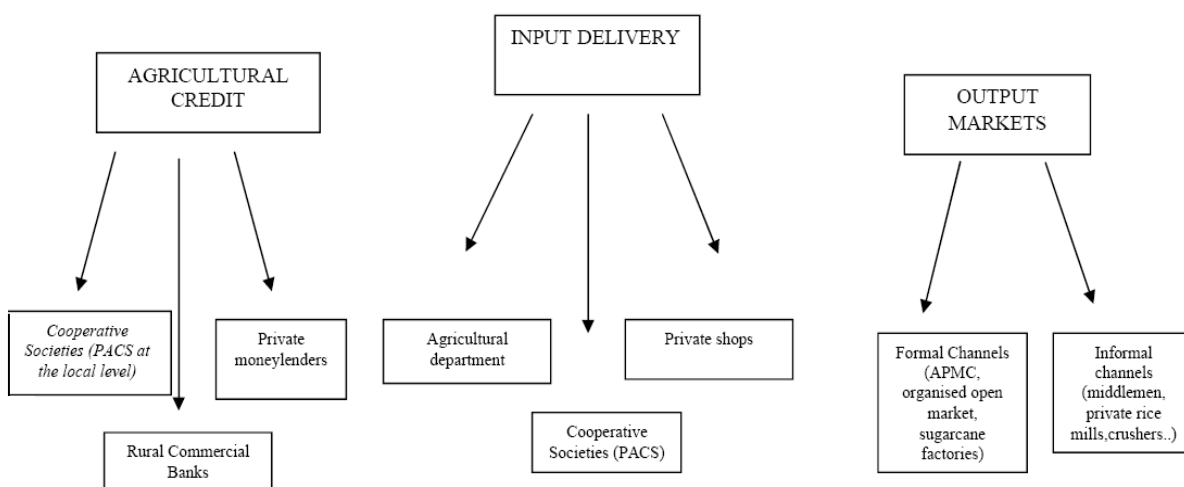 AGRICULTURAL
CREDIT
Cooperative
Societies (PACS at
the local level)
Private
moneylenders
Rural Commercial
Banks
INPUT DELIVERY
Agricultural
department
Private shops
Cooperative
Societies (PACS)
OUTPUT
MARKETS
Formal Channels
(APMC,
organised open
market,
sugarcane
factories)
Informal
channels
(middlemen,
private rice
mills,crushers..)